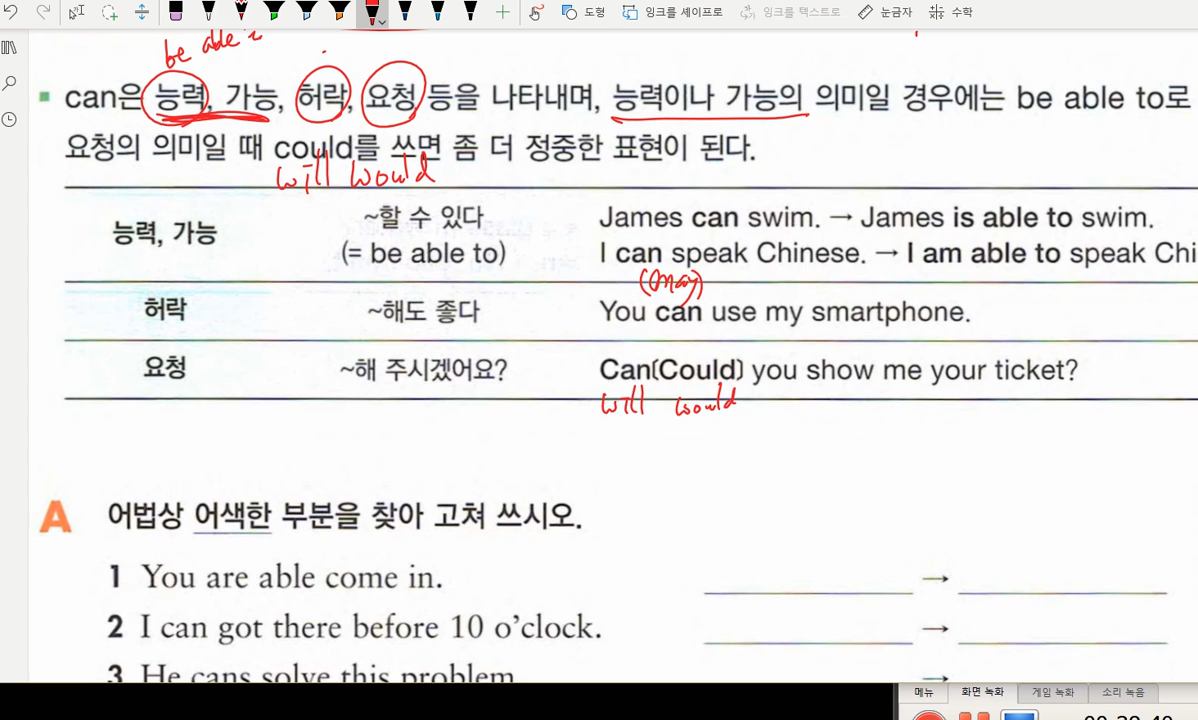 도형 잉크를 셰이프로 잉크를 텍스트로 눈금자 수학
be able
can은 능력, 가능, 허락, 요청 등을 나타내며, 능력이나 가능의 의미일 경우에는 be able to로
요청의 의미일 때 could를 쓰면 좀 더 정중한 표현이 된다.
will would
능력, 가능 ~할 수 있다 James can swim. → James is able to swim.
(= be able to) I can speak Chinese. → I am able to speak Chi
(may)
허락 ~해도 좋다 You can use my smartphone.
요청 ~해 주시겠어요? Can(Could) you show me your ticket?
will would
A 어법상 어색한 부분을 찾아 고쳐 쓰시오.
1 You are able come in. →
2 I can got there before 10 o'clock. →
3 He cans solve this problem →
메뉴 화면 녹화 게임 녹화 소리 녹음